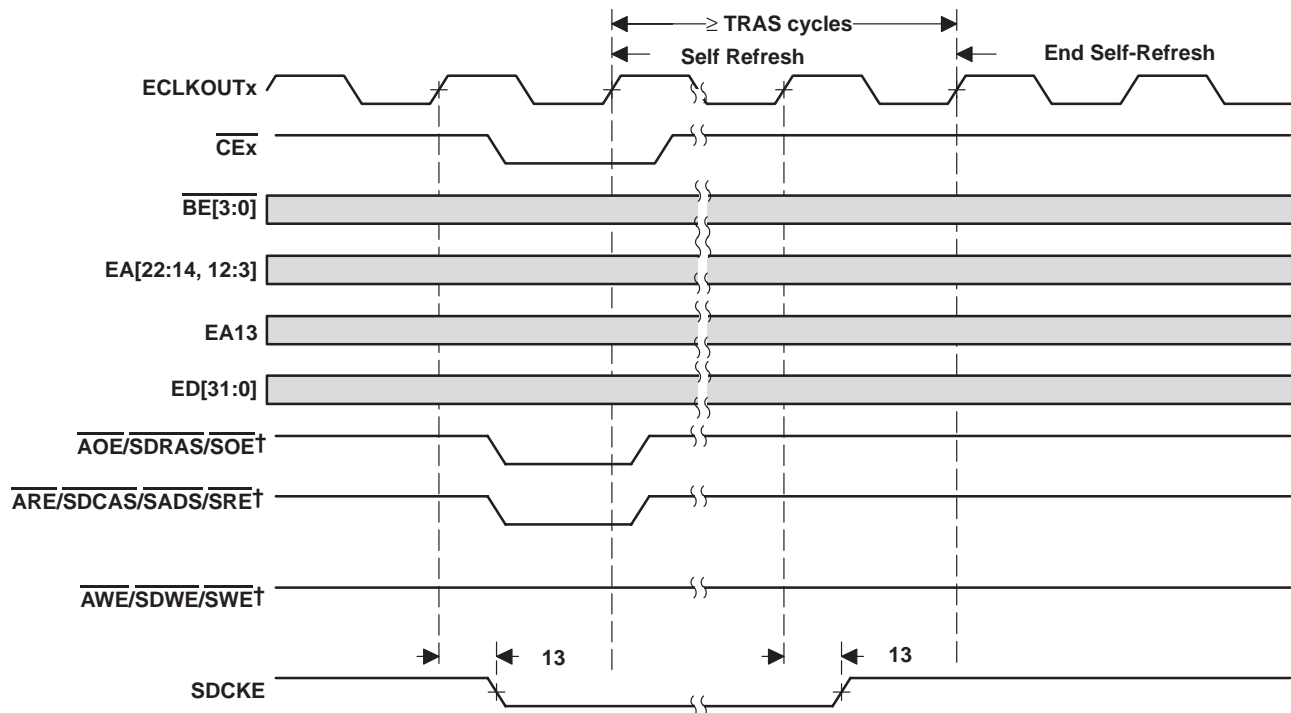 ≥ TRAS cycles
Self Refresh
End Self-Refresh
ECLKOUTx
CEx
BE[3:0]
EA[22:14, 12:3]
EA13
ED[31:0]
AOE/SDRAS/SOE†
ARE/SDCAS/SADS/SRE†
AWE/SDWE/SWE†
13
13
SDCKE